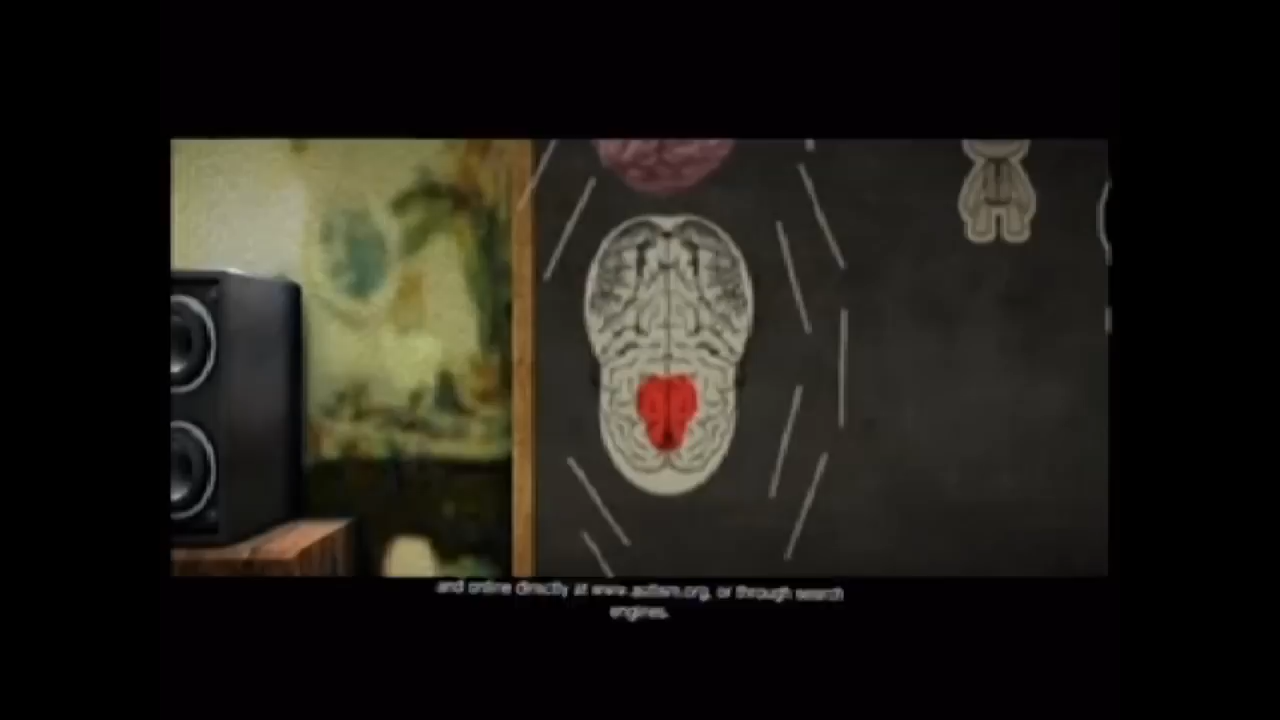 and online directly at www.autism.org, or through search
engines.